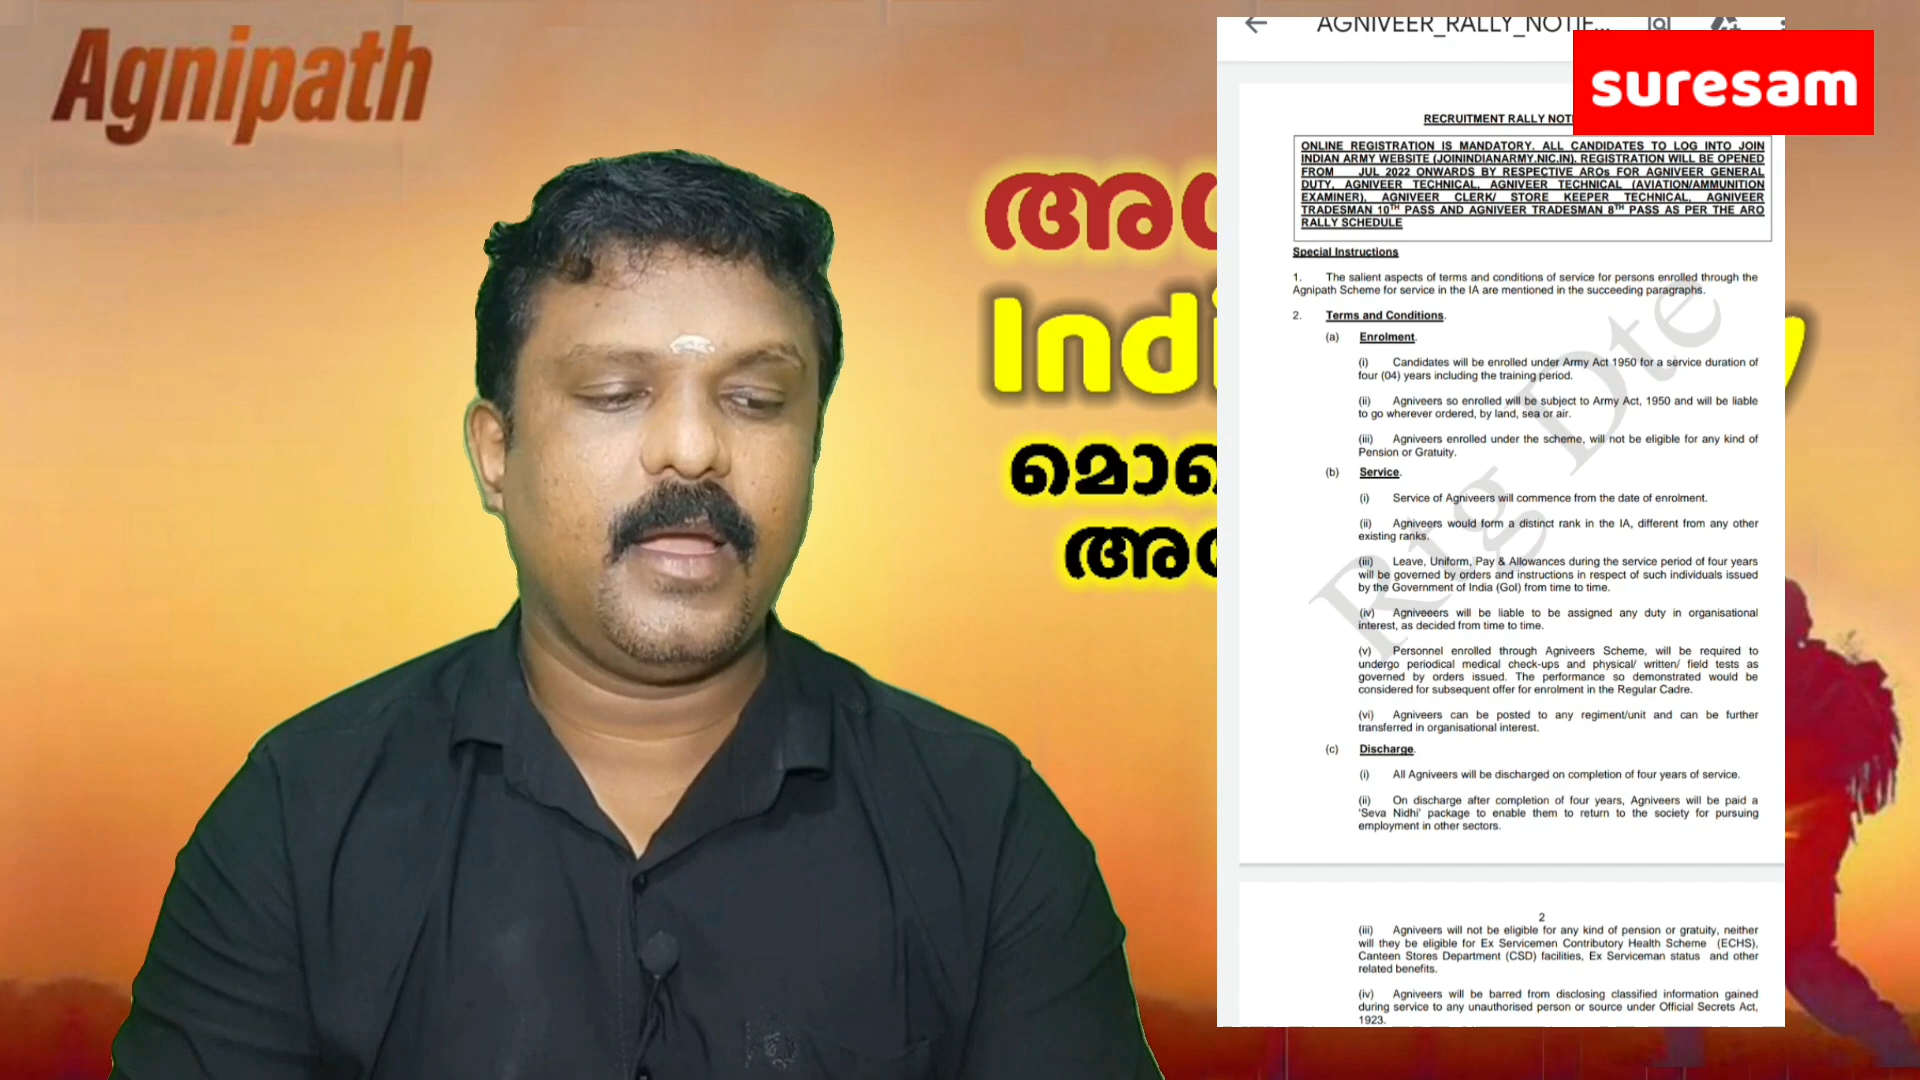 Agnipath
AGNIVEER_RALLY_NOTIF...
suresam
RECRUITMENT RALLY
ONLINE REGISTRATION IS MANDATORY. ALL CANDIDATES TO LOG INTO JOIN
INDIAN ARMY WEBSITE (JOININDIANARMY.NIC.IN). REGISTRATION WILL BE OPENED
FROM JUL 2022 ONWARDS BY RESPECTIVE AROs FOR AGNIVEER GENERAL
DUTY, AGNIVEER TECHNICAL, AGNIVEER TECHNICAL (AVIATION/AMMUNITION
EXAMINER), AGNIVEER CLERK/ STORE KEEPER TECHNICAL, AGNIVEER
TRADESMAN 10TH PASS AND AGNIVEER TRADESMAN 8TH PASS AS PER THE ARO
RALLY SCHEDULE
Special Instructions
1. The salient aspects of terms and conditions of service for persons enrolled through the
Agnipath Scheme for service in the IA are mentioned in the succeeding paragraphs.
2. Terms and Conditions.
(a) Enrolment.
(i) Candidates will be enrolled under Army Act 1950 for a service duration of
four (04) years including the training period.
(ii) Agniveers so enrolled will be subject to Army Act, 1950 and will be liable
to go wherever ordered, by land, sea or air.
(iii) Agniveers enrolled under the scheme, will not be eligible for any kind of
Pension or Gratuity.
(b) Service.
(i) Service of Agniveers will commence from the date of enrolment.
(ii) Agniveers would form a distinct rank in the IA, different from any other
existing ranks.
(iii) Leave, Uniform, Pay & Allowances during the service period of four years
will be governed by orders and instructions in respect of such individuals issued
by the Government of India (GoI) from time to time.
(iv) Agniveeers will be liable to be assigned any duty in organisational
interest, as decided from time to time.
(v) Personnel enrolled through Agniveers Scheme, will be required to
undergo periodical medical check-ups and physical/ written/ field tests as
governed by orders issued. The performance so demonstrated would be
considered for subsequent offer for enrolment in the Regular Cadre.
(vi) Agniveers can be posted to any regiment/unit and can be further
transferred in organisational interest.
(c) Discharge.
(i) All Agniveers will be discharged on completion of four years of service.
(ii) On discharge after completion of four years, Agniveers will be paid a
'Seva Nidhi' package to enable them to return to the society for pursuing
employment in other sectors.
2
(iii) Agniveers will not be eligible for any kind of pension or gratuity, neither
will they be eligible for Ex Servicemen Contributory Health Scheme (ECHS),
Canteen Stores Department (CSD) facilities, Ex Serviceman status and other
related benefits.
(iv) Agniveers will be barred from disclosing classified information gained
during service to any unauthorised person or source under Official Secrets Act,
1923.
Rtg Dte